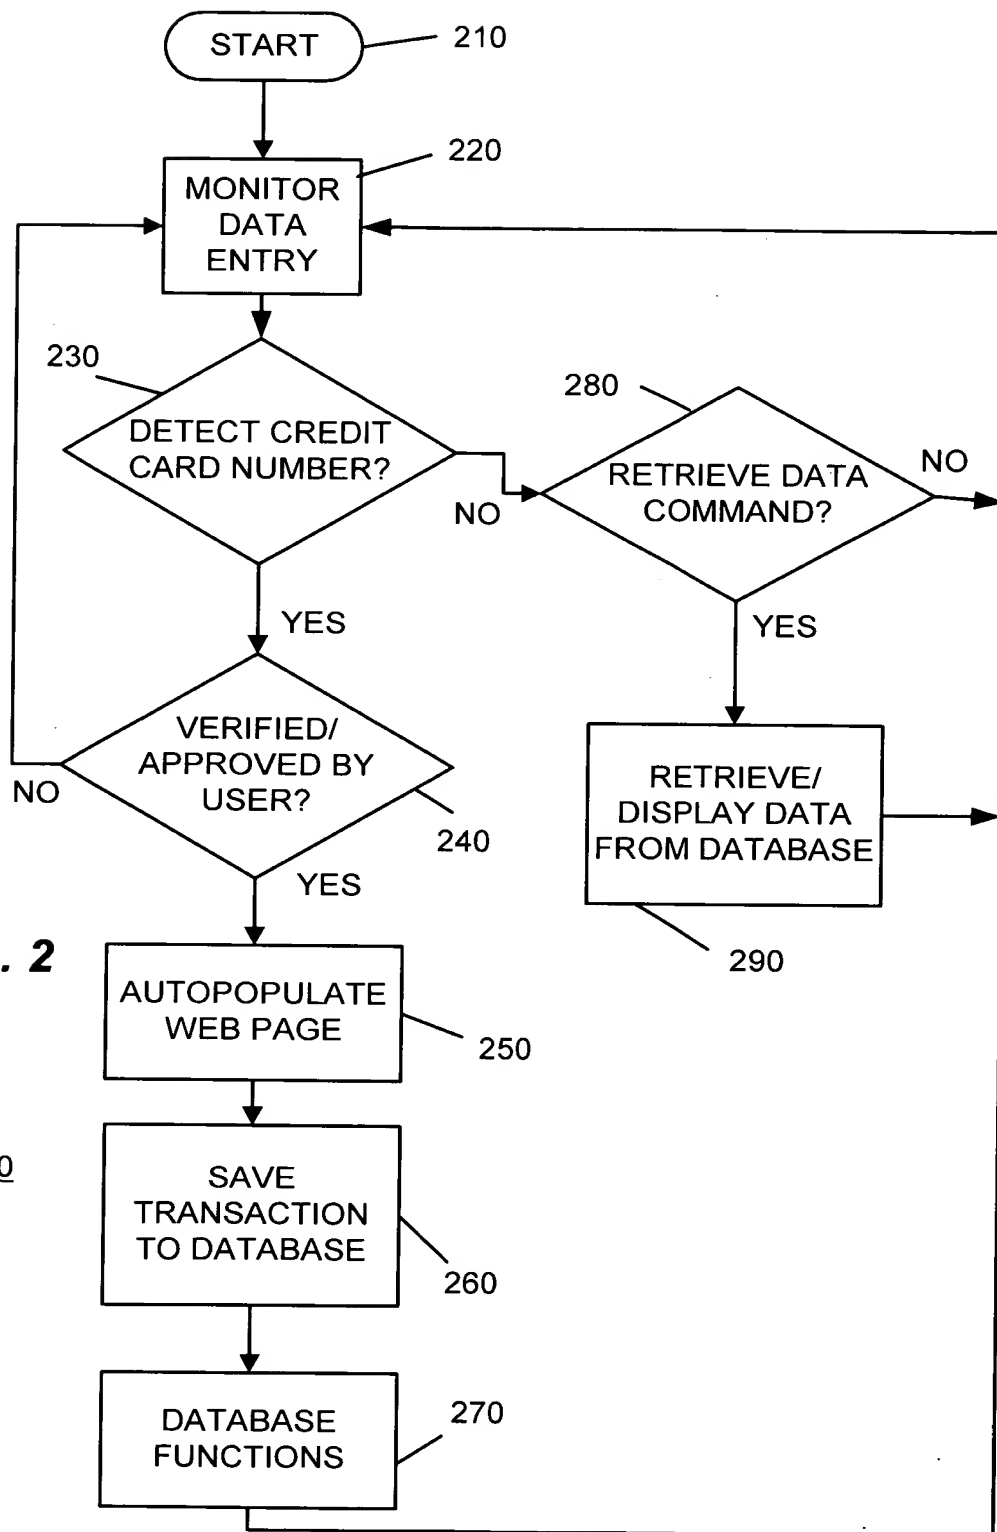 START
210
220
MONITOR
DATA
ENTRY
230
DETECT CREDIT
CARD NUMBER?
280
RETRIEVE DATA
COMMAND?
NO
NO
YES
YES
VERIFIED/
APPROVED BY
USER?
NO
240
YES
RETRIEVE/
DISPLAY DATA
FROM DATABASE
290
. 2
AUTOPOPULATE
WEB PAGE
250
0
SAVE
TRANSACTION
TO DATABASE
260
DATABASE
FUNCTIONS
270